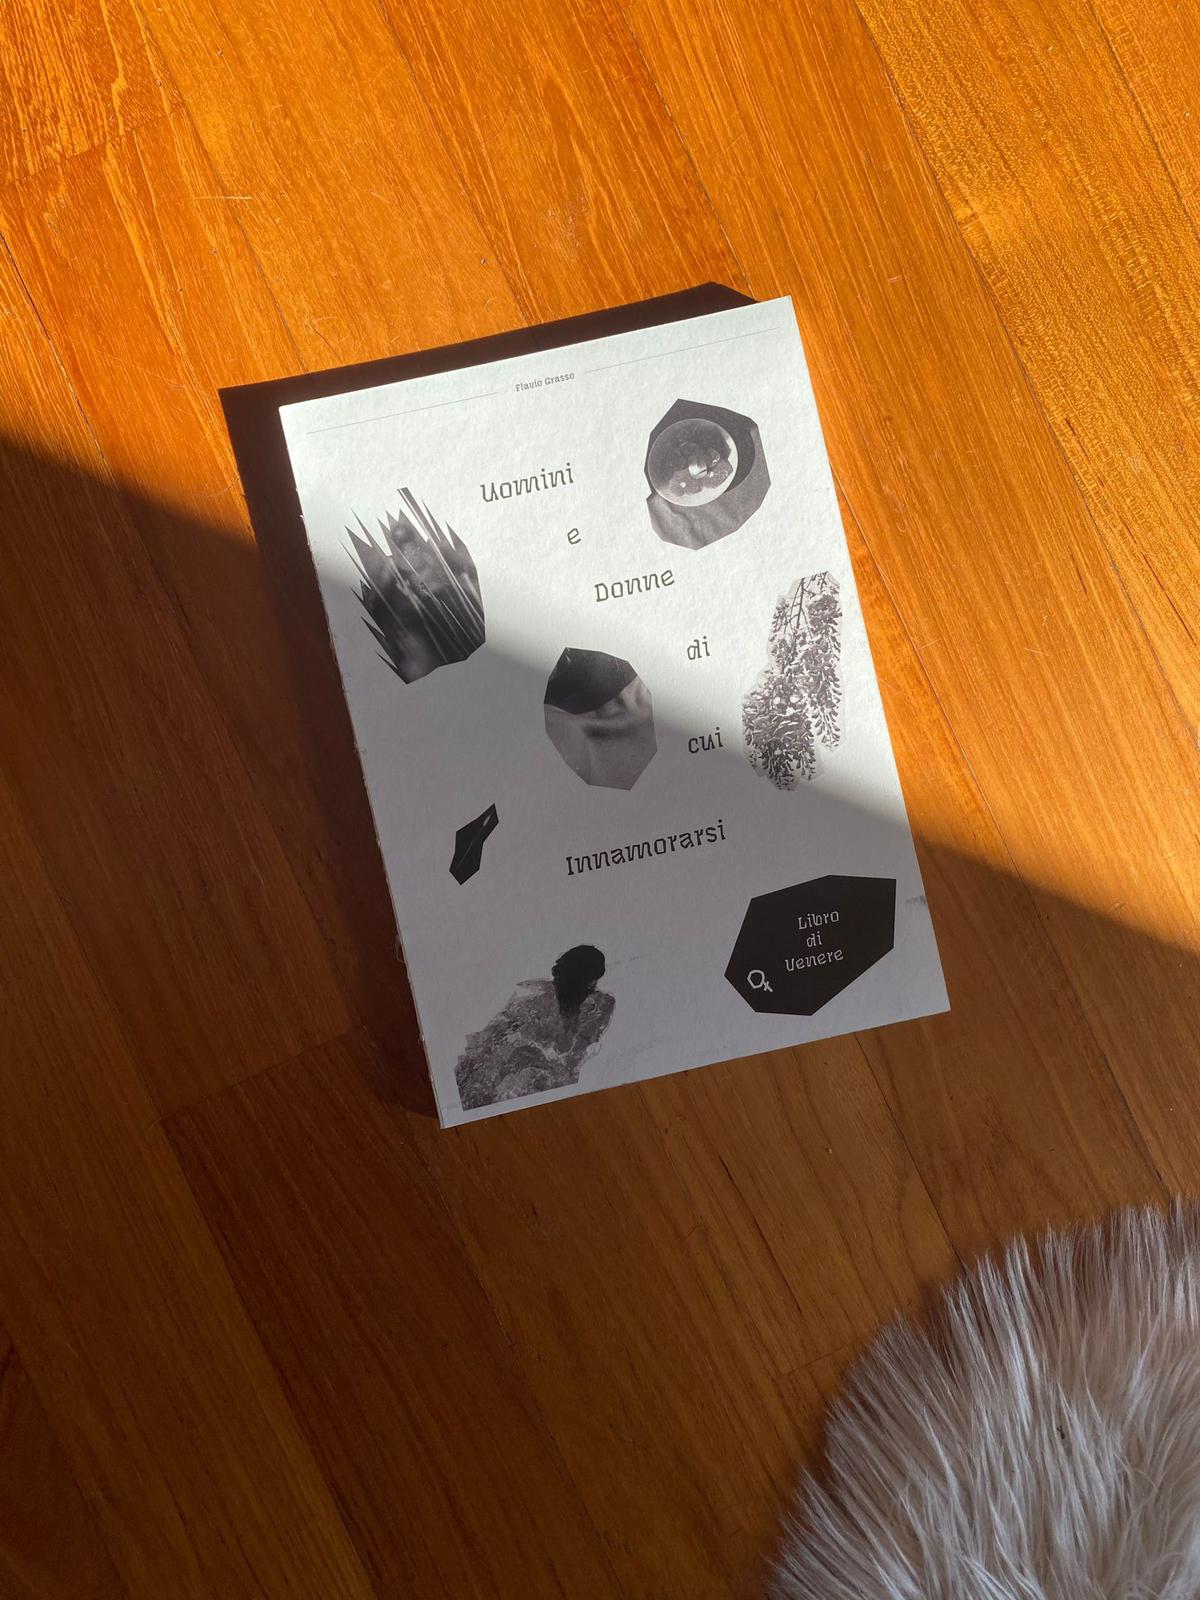 Flavio Grasso
Uomini
e
Donne
di
cui
Innamorarsi
Libro
di
Venere